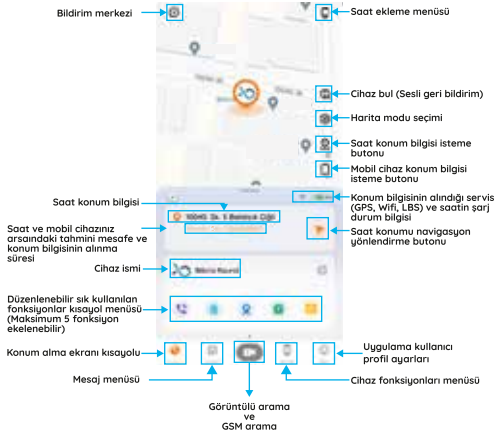 Bildirim merkezi
Saat ekleme menüsü
Cihaz bul (Sesli geri bildirim)
Harita modu seçimi
Saat konum bilgisi isteme
butonu
Mobil cihaz konum bilgisi
isteme butonu
Saat konum bilgisi
Konum bilgisinin alındığı servis
(GPS, Wifi, LBS) ve saatin şarj
durum bilgisi
Saat ve mobil cihazınız
arsaındaki tahmini mesafe ve
konum bilgisinin alınma
süresi
Saat konumu navigasyon
yönlendirme butonu
Cihaz ismi
Düzenlenebilir sık kullanılan
fonksiyonlar kısayol menüsü
(Maksimum 5 fonksiyon
ekelenebilir)
Konum alma ekranı kısayolu
Uygulama kullanıcı
profil ayarları
Mesaj menüsü
Cihaz fonksiyonları menüsü
Görüntülü arama
ve
GSM arama